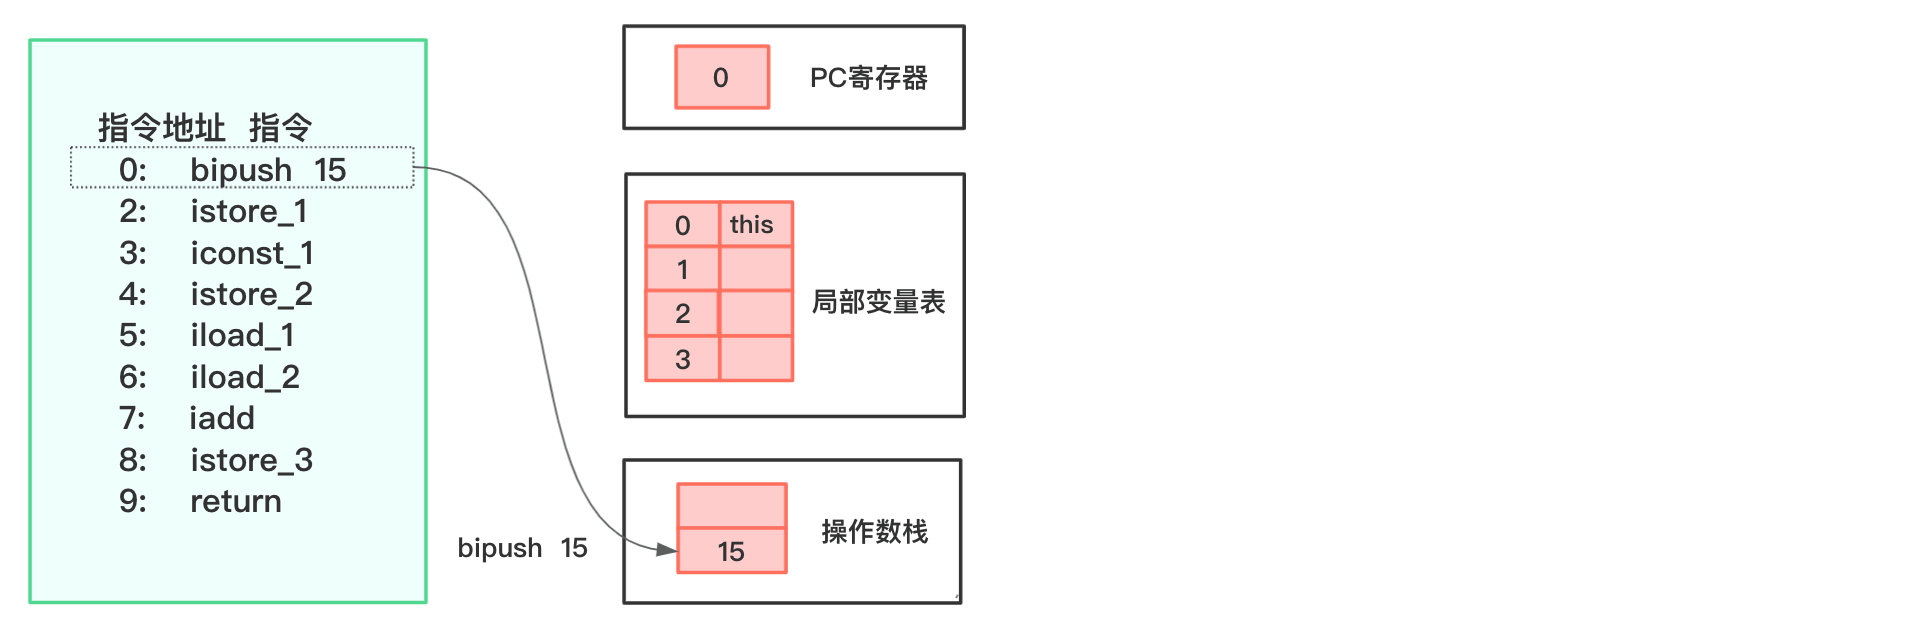 指令地址 指令
0: bipush 15
2: istore_1
3: iconst_1
4: istore_2
5: iload_1
6: iload_2
7: iadd
8: istore_3
9: return
bipush 15
0 PC寄存器
0 this
1
2
3
局部变量表
15
操作数栈